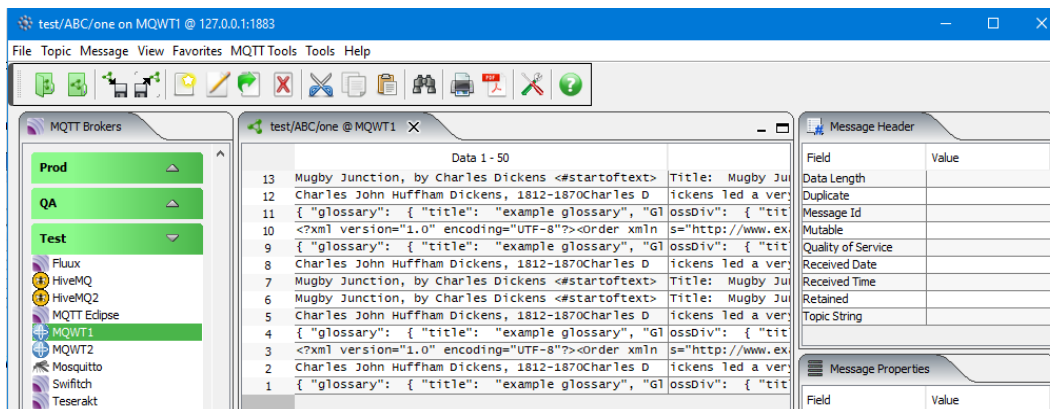 test/ABC/one on MQWT1 @ 127.0.0.1:1883
File Topic Message View Favorites MQTT Tools Tools Help
PDF
MQTT Brokers
Prod
QA
Test
Fluux
HiveMQ
HiveMQ2
MQTT Eclipse
MQWT1
MQWT2
Mosquitto
Swifitch
Teserakt
test/ABC/one @ MQWT1 X
Data 1 - 50
13 Mugby Junction, by Charles Dickens <#startoftext> Title: Mugby Ju
12 Charles John Huffham Dickens, 1812-1870Charles D ickens led a very
11 { "glossary": { "title": "example glossary", "Gl ossDiv": { "tit
10 <?xml version="1.0" encoding="UTF-8"?><Order xmln s="http://www.ex
9 { "glossary": { "title": "example glossary", "Gl ossDiv": { "tit
8 Charles John Huffham Dickens, 1812-1870Charles D ickens led a very
7 Mugby Junction, by Charles Dickens <#startoftext> Title: Mugby Ju
6 Mugby Junction, by Charles Dickens <#startoftext> Title: Mugby Ju
5 Charles John Huffham Dickens, 1812-1870Charles D ickens led a very
4 { "glossary": { "title": "example glossary", "Gl ossDiv": { "tit
3 <?xml version="1.0" encoding="UTF-8"?><Order xmln s="http://www.ex
2 Charles John Huffham Dickens, 1812-1870Charles D ickens led a very
1 { "glossary": { "title": "example glossary", "Gl ossDiv": { "tit
Message Header
Field Value
Data Length
Duplicate
Message Id
Mutable
Quality of Service
Received Date
Received Time
Retained
Topic String
Message Properties
Field Value